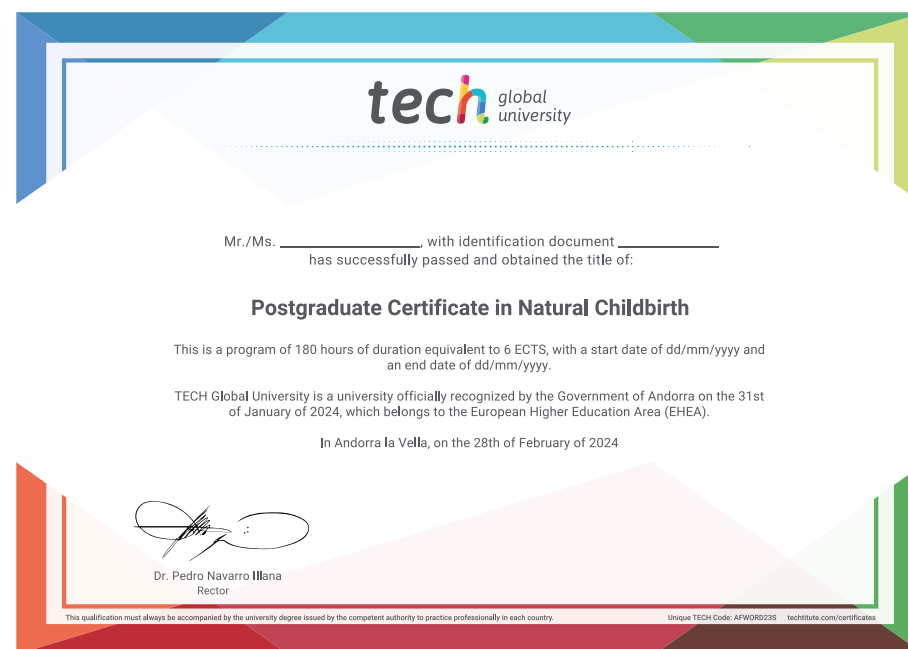 tech global university
Mr./Ms. ____________, with identification document ____________
has successfully passed and obtained the title of:
Postgraduate Certificate in Natural Childbirth
This is a program of 180 hours of duration equivalent to 6 ECTS, with a start date of dd/mm/yyyy and
an end date of dd/mm/yyyy.
TECH Global University is a university officially recognized by the Government of Andorra on the 31st
of January of 2024, which belongs to the European Higher Education Area (EHEA).
In Andorra la Vella, on the 28th of February of 2024
Dr. Pedro Navarro Illana
Rector
This qualification must always be accompanied by the university degree issued by the competent authority to practice professionally in each country.
Unique TECH Code: AFWORD23S techtitute.com/certificates